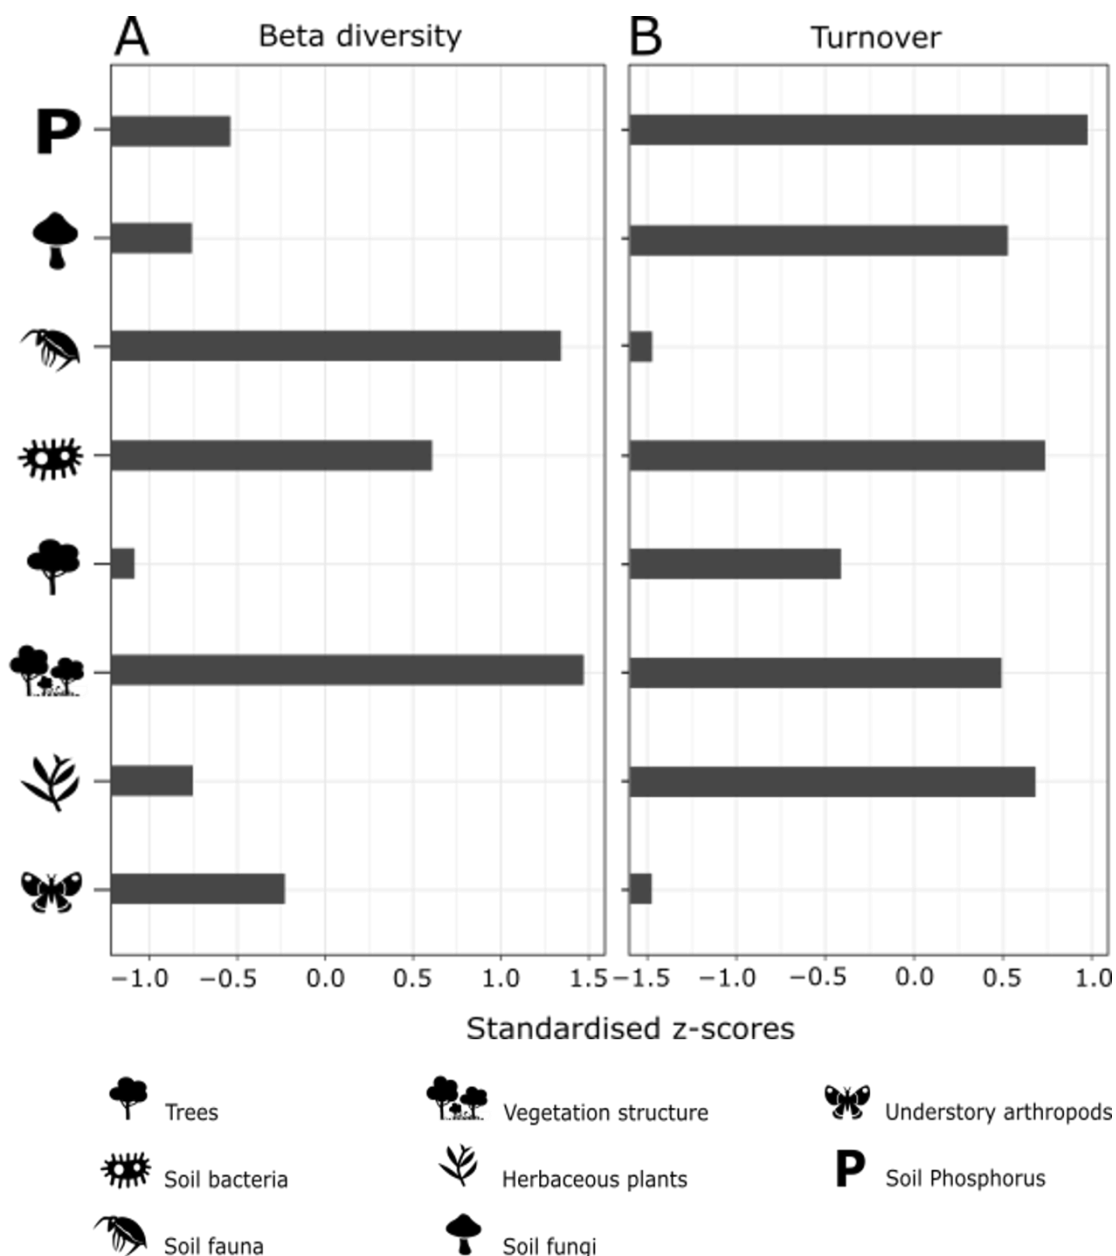 A Beta diversity B Turnover
P
−1.0 −0.5 0.0 0.5 1.0 1.5 −1.5 −1.0 −0.5 0.0 0.5 1.0
Standardised z-scores
Trees Vegetation structure Understory arthropods
Soil bacteria Herbaceous plants P Soil Phosphorus
Soil fauna Soil fungi